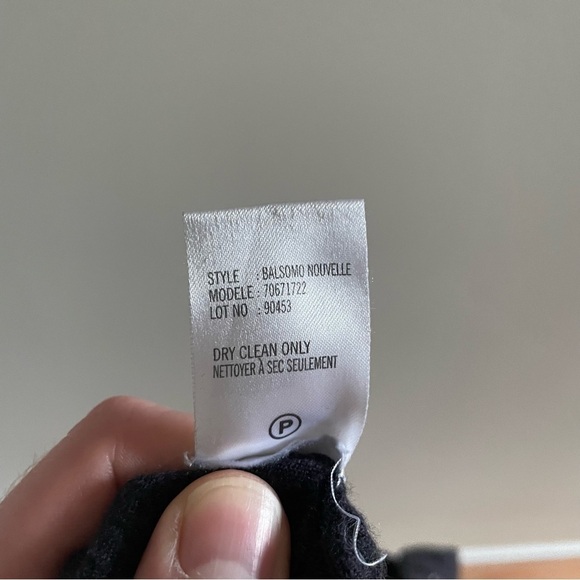 STYLE : BALSOMO NOUVELLE
MODELE : 70671722
LOT NO : 90453
DRY CLEAN ONLY
NETTOYER À SEC SEULEMENT
P